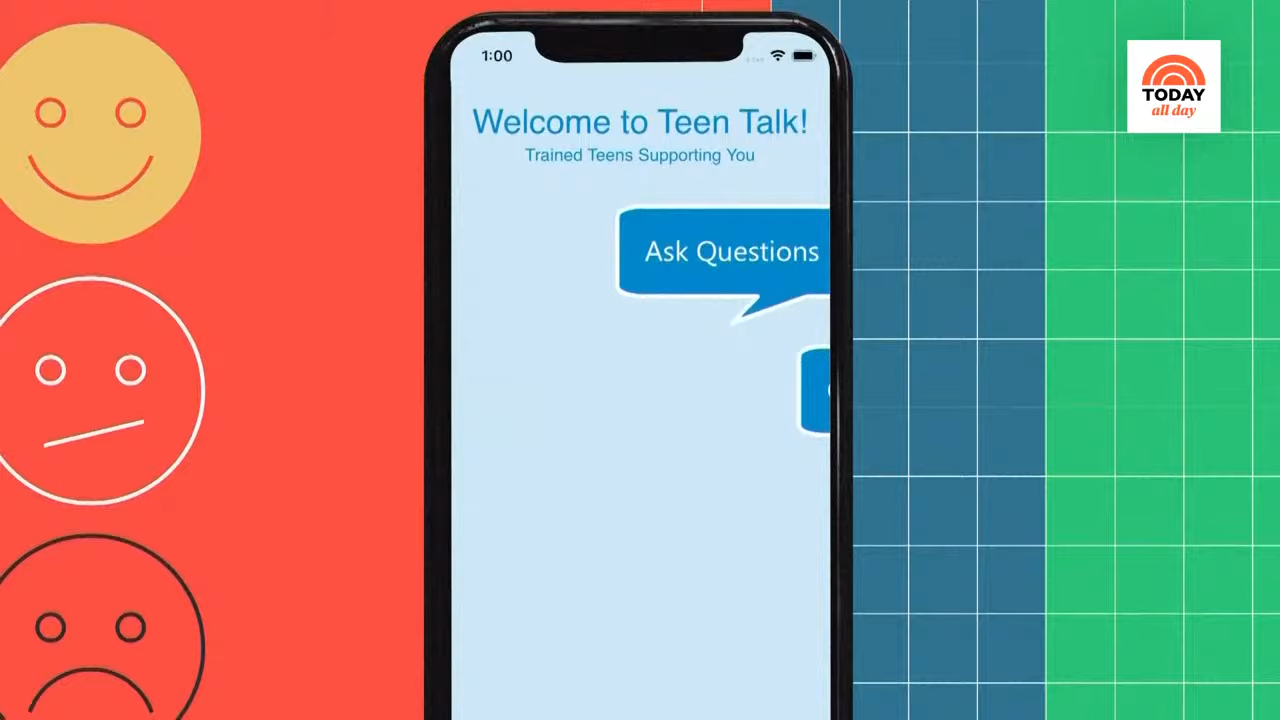 1:00
TODAY
all day
Welcome to Teen Talk!
Trained Teens Supporting You
Ask Questions